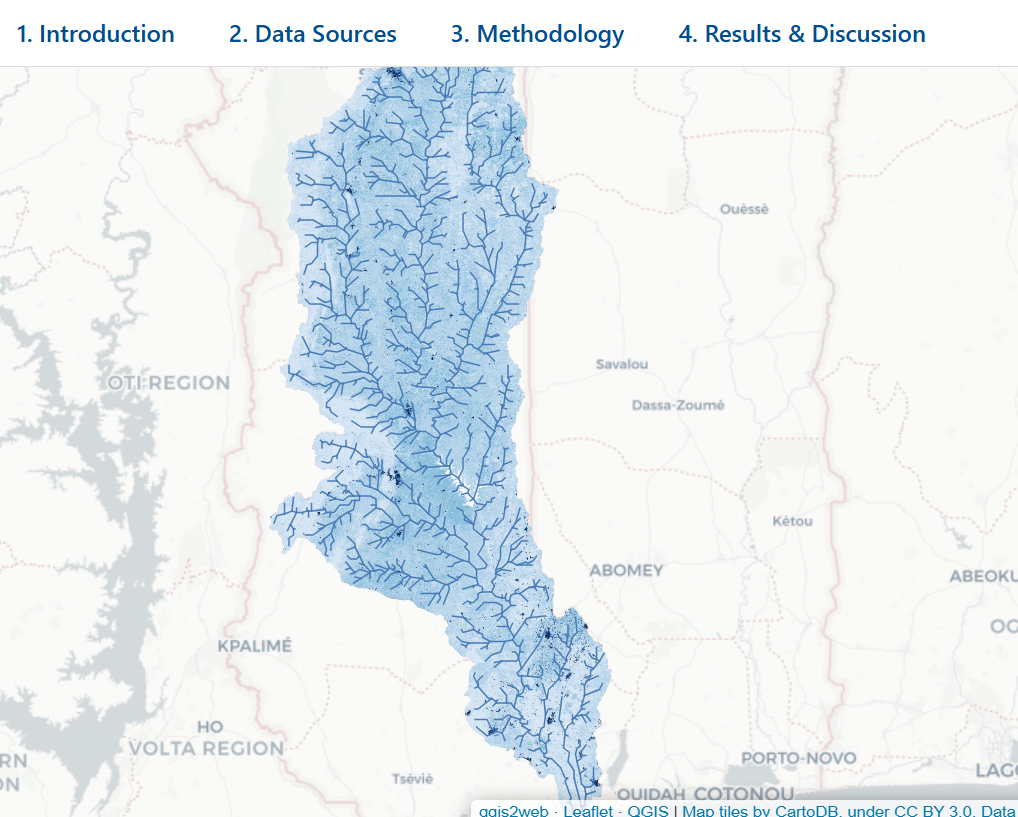 1. Introduction
2. Data Sources
3. Methodology
4. Results & Discussion
Ouèssè
Savalou
OTI REGION
Dassa-Zoumé
Kétou
ABOMEY
ABEOKU
OG
KPALIMÉ
HO
VOLTA REGION
RN
ON
PORTO-NOVO
LAGO
Tsévié
OUIDAH COTONOU
qgis2web · Leaflet · QGIS | Map tiles by CartoDB, under CC BY 3.0. Data